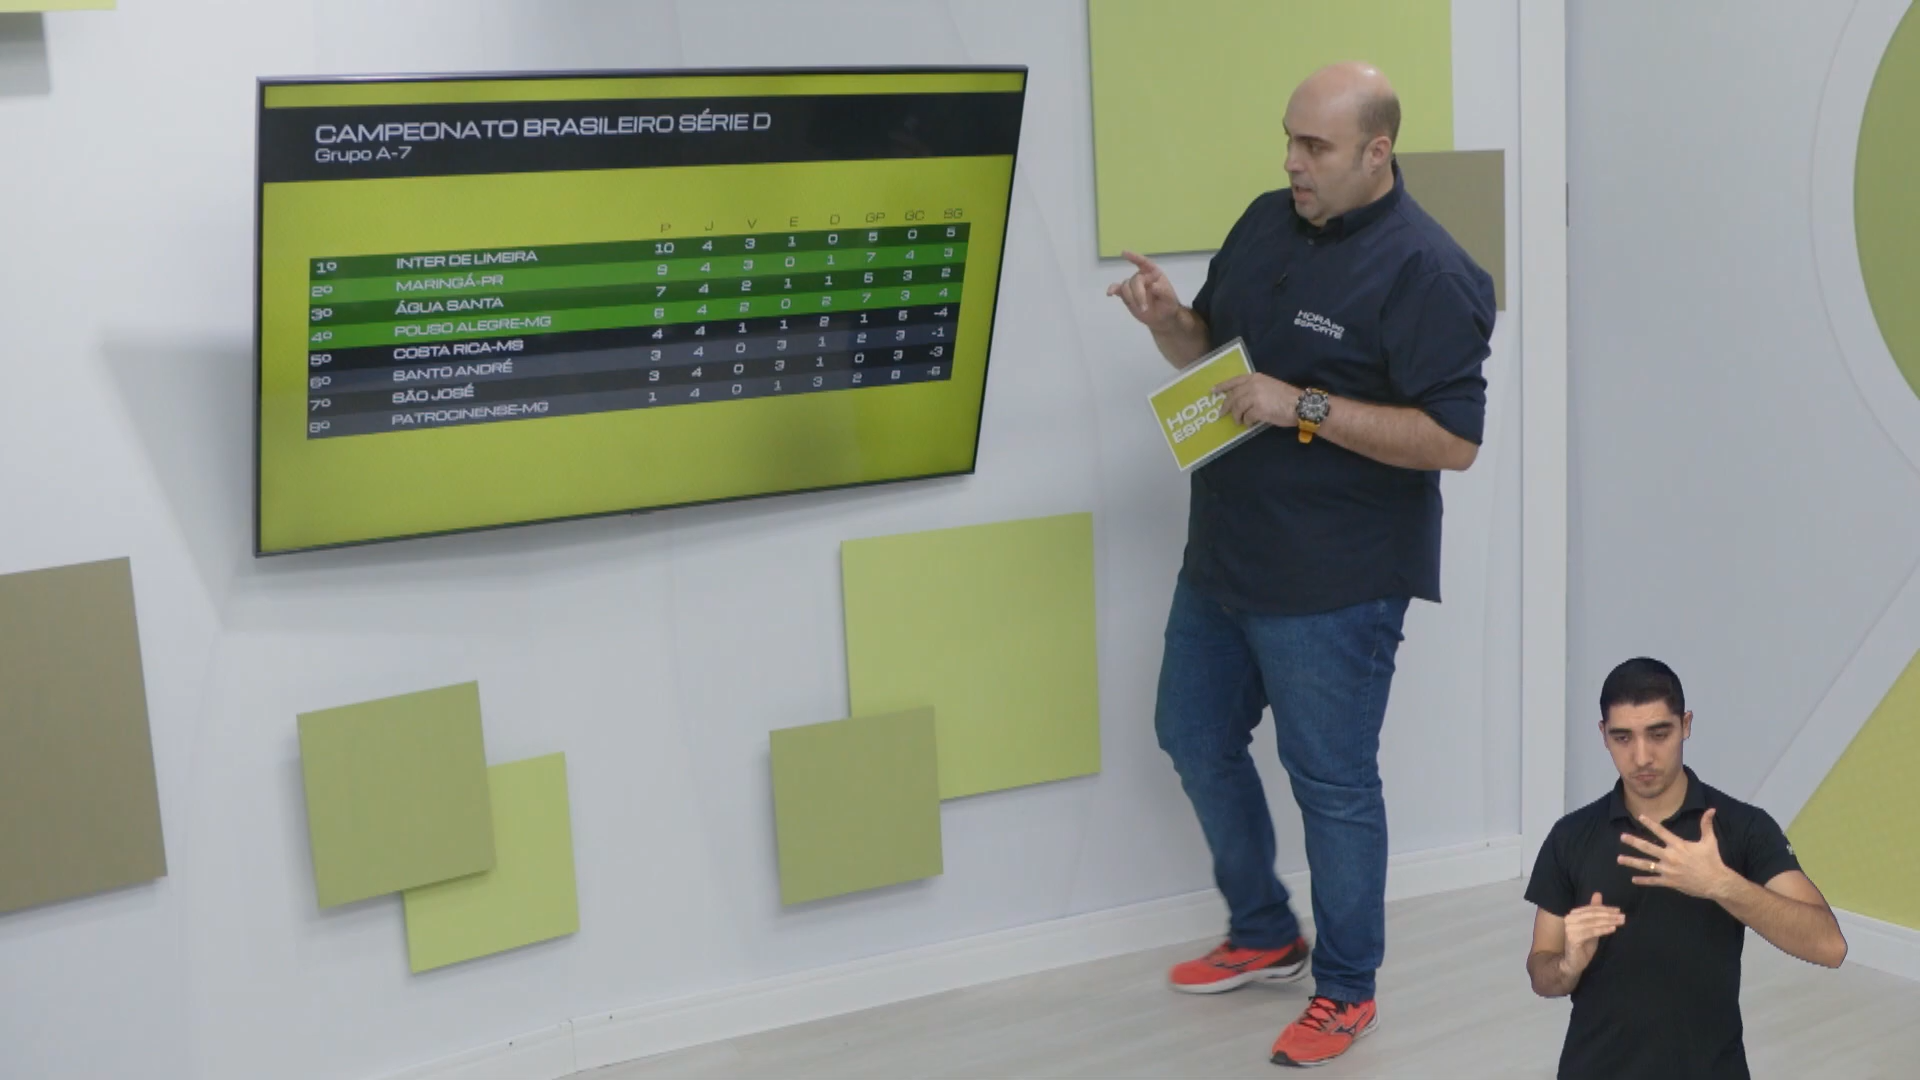 CAMPEONATO BRASILEIRO SÉRIE D
Grupo A-7
P J V E D GP GC SG
1º INTER DE LIMEIRA 10 4 3 1 0 5 0 5
2º MARINGÁ-PR 9 4 3 0 1 7 4 3
3º ÁGUA SANTA 7 4 2 1 1 5 3 2
4º POUSO ALEGRE-MG 6 4 2 0 2 7 3 4
5º COSTA RICA-MS 4 4 1 1 2 1 5 -4
6º SANTO ANDRÉ 3 4 0 3 1 2 3 -1
7º SÃO JOSÉ 3 4 0 3 1 0 3 -3
8º PATROCINENSE-MG 1 4 0 1 3 2 8 -6
HORA DO
ESPORTE
HORA
ESPO